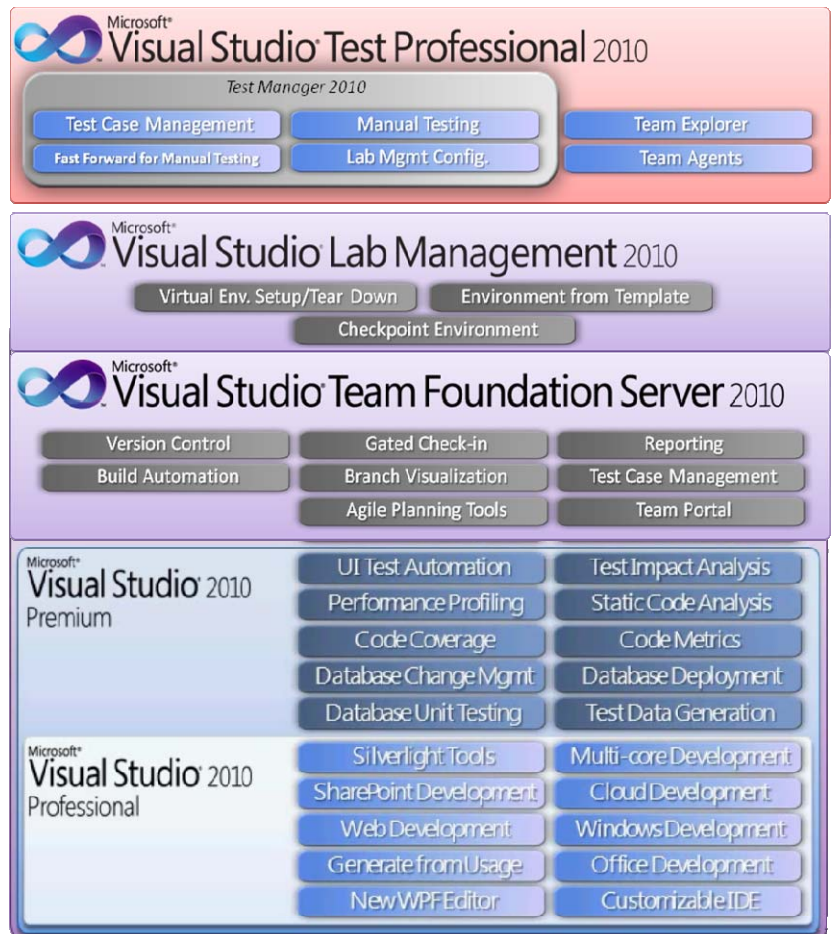 Microsoft®
Visual Studio® Test Professional 2010
Test Manager 2010
Test Case Management Manual Testing Team Explorer
Fast Forward for Manual Testing Lab Mgmt Config. Team Agents
Microsoft®
Visual Studio® Lab Management 2010
Virtual Env. Setup/Tear Down Environment from Template
Checkpoint Environment
Microsoft®
Visual Studio® Team Foundation Server 2010
Version Control Gated Check-in Reporting
Build Automation Branch Visualization Test Case Management
Agile Planning Tools Team Portal
Microsoft®
Visual Studio® 2010
Premium
UI Test Automation Test Impact Analysis
Performance Profiling Static Code Analysis
Code Coverage Code Metrics
Database Change Mgmt Database Deployment
Database Unit Testing Test Data Generation
Microsoft®
Visual Studio® 2010
Professional
Silverlight Tools Multi-core Development
SharePoint Development Cloud Development
Web Development Windows Development
Generate from Usage Office Development
New WPF Editor Customizable IDE